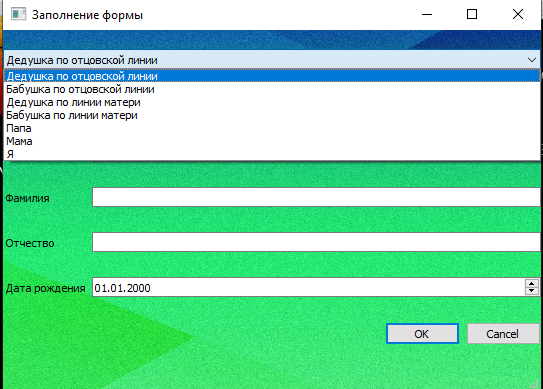 Заполнение формы
Дедушка по отцовской линии
Дедушка по отцовской линии
Бабушка по отцовской линии
Дедушка по линии матери
Бабушка по линии матери
Папа
Мама
Я
Фамилия
Отчество
Дата рождения 01.01.2000
OK Cancel